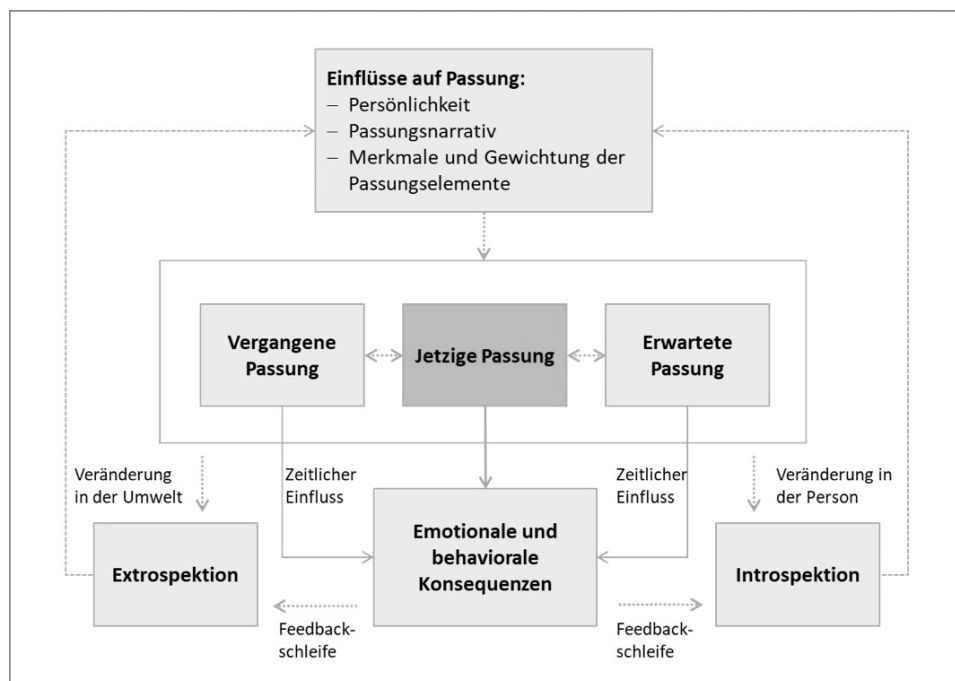 Einflüsse auf Passung:
– Persönlichkeit
– Passungsnarrativ
– Merkmale und Gewichtung der
Passungselemente
Vergangene
Passung
Jetzige Passung
Erwartete
Passung
Veränderung
in der Umwelt
Zeitlicher
Einfluss
Zeitlicher
Einfluss
Veränderung in
der Person
Extrospektion
Emotionale und
behaviorale
Konsequenzen
Introspektion
Feedback-
schleife
Feedback-
schleife